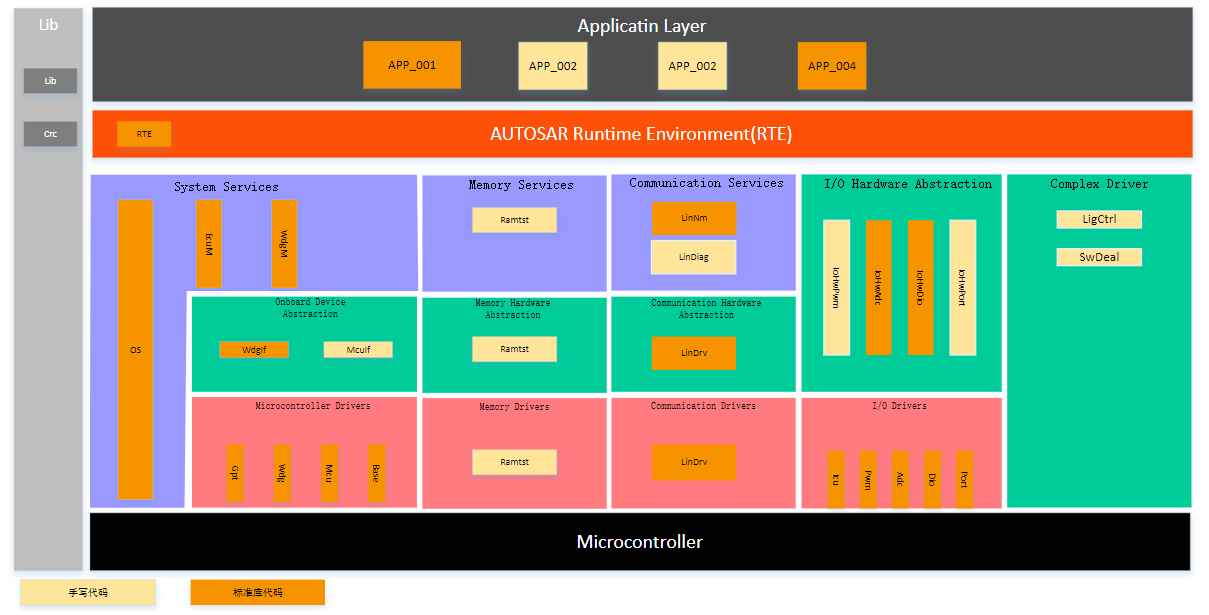 Lib
Lib
Crc
Applicatin Layer
APP_001
APP_002
APP_002
APP_004
RTE
AUTOSAR Runtime Environment(RTE)
System Services
OS
EcuM
WdgM
Onboard Device
Abstraction
WdgIf
McuIf
Microcontroller Drivers
Gpt
Wdg
Mcu
Base
Memory Services
Ramtst
Memory Hardware
Abstraction
Ramtst
Memory Drivers
Ramtst
Communication Services
LinNm
LinDiag
Communication Hardware
Abstraction
LinDrv
Communication Drivers
LinDrv
I/O Hardware Abstraction
IoHwPwm
IoHwAdc
IoHwDio
IoHwPort
I/O Drivers
Icu
Pwm
Adc
Dio
Port
Complex Driver
LigCtrl
SwDeal
Microcontroller
手写代码
标准库代码